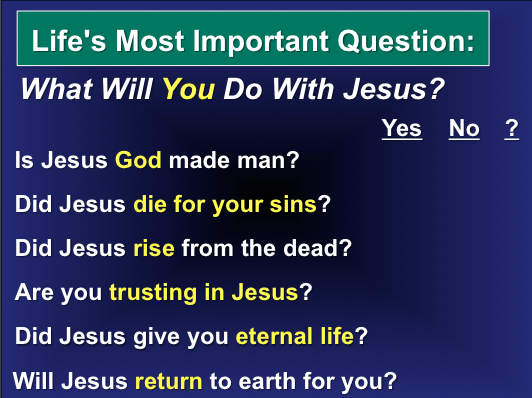 Life's Most Important Question:
What Will You Do With Jesus?
Yes No ?
Is Jesus God made man?
Did Jesus die for your sins?
Did Jesus rise from the dead?
Are you trusting in Jesus?
Did Jesus give you eternal life?
Will Jesus return to earth for you?